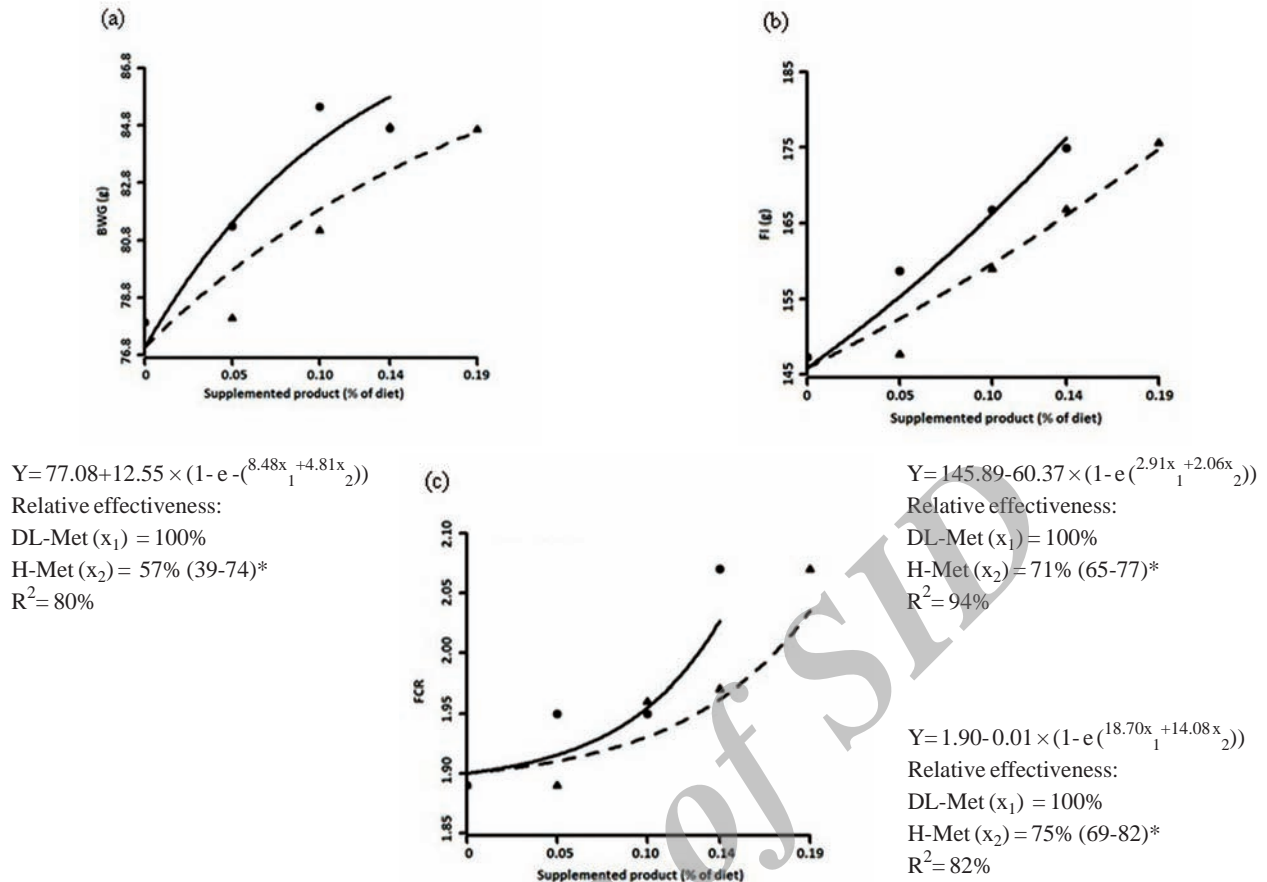 (a)
86.8
84.8
82.8
80.8
78.8
76.8
BWG (g)
0 0.05 0.10 0.14 0.19
Supplemented product (% of diet)
(b)
185
175
165
155
145
FI (g)
0 0.05 0.10 0.14 0.19
Supplemented product (% of diet)
Y= 77.08+12.55 × (1- e -(8.48x1 +4.81x2))
Relative effectiveness:
DL-Met (x1) = 100%
H-Met (x2) = 57% (39-74)*
R2= 80%
(c)
2.10
2.05
2.00
1.95
1.90
1.85
FCR
0 0.05 0.10 0.14 0.19
Supplemented product (% of diet)
Y= 145.89-60.37 × (1- e (2.91x1 +2.06x2))
Relative effectiveness:
DL-Met (x1) = 100%
H-Met (x2) = 71% (65-77)*
R2= 94%
Y= 1.90- 0.01 × (1- e (18.70x1 +14.08x2))
Relative effectiveness:
DL-Met (x1) = 100%
H-Met (x2) = 75% (69-82)*
R2= 82%
of SID